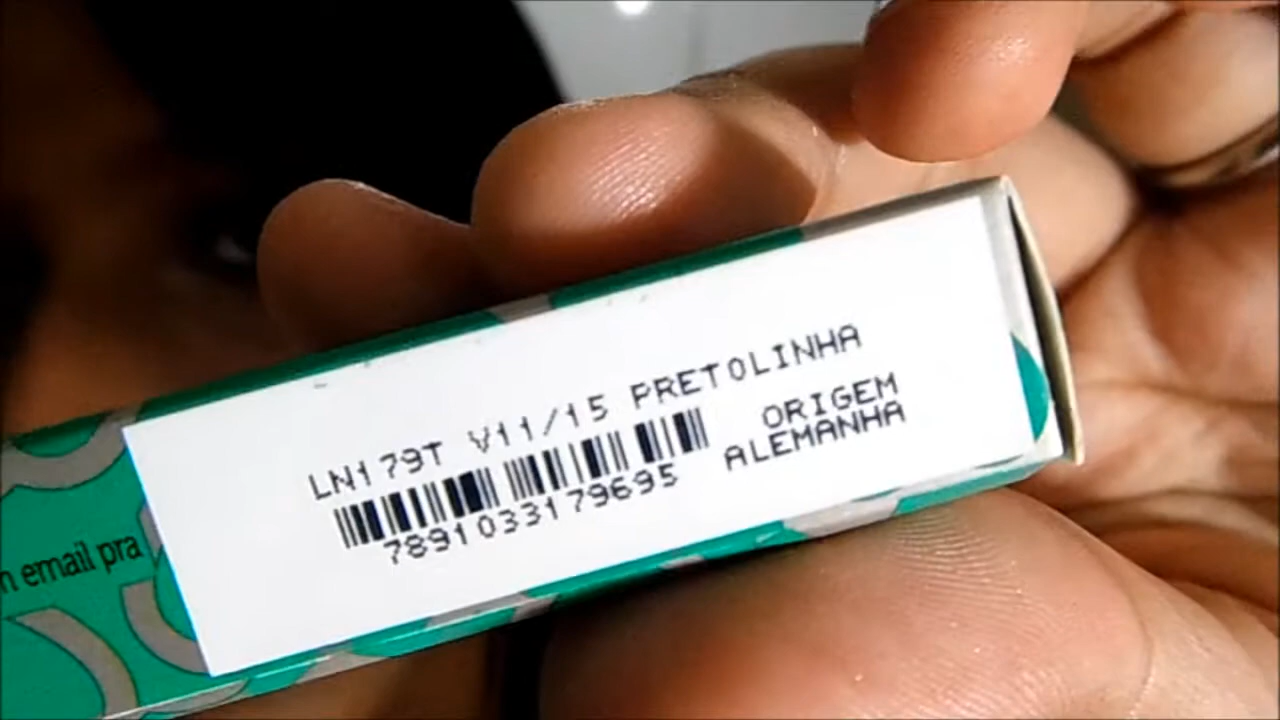 LN179T V11/15 PRETOLINHA
7891033179695
ORIGEM
ALEMANHA
email pra